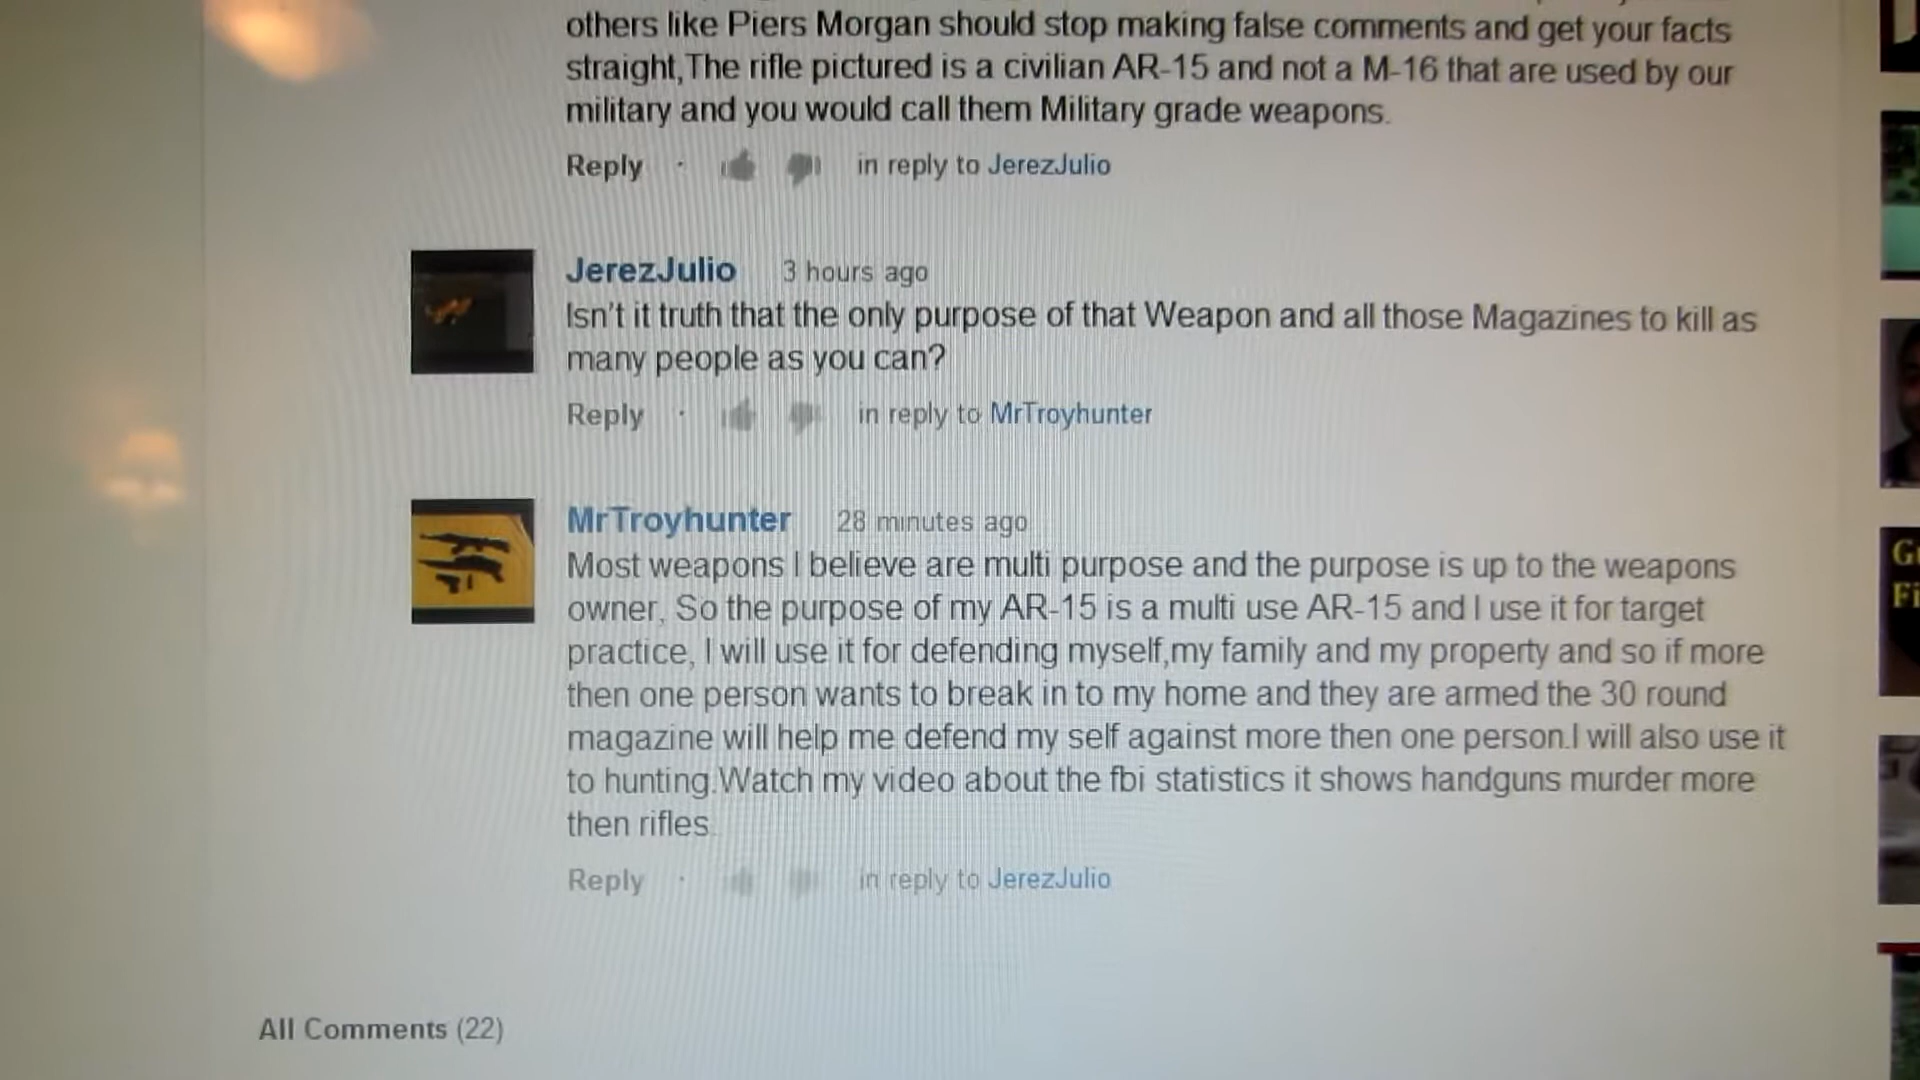 others like Piers Morgan should stop making false comments and get your facts
straight,The rifle pictured is a civilian AR-15 and not a M-16 that are used by our
military and you would call them Military grade weapons.
Reply · in reply to JerezJulio
JerezJulio 3 hours ago
Isn't it truth that the only purpose of that Weapon and all those Magazines to kill as
many people as you can?
Reply · in reply to MrTroyhunter
MrTroyhunter 28 minutes ago
Most weapons I believe are multi purpose and the purpose is up to the weapons
owner, So the purpose of my AR-15 is a multi use AR-15 and I use it for target
practice, I will use it for defending myself,my family and my property and so if more
then one person wants to break in to my home and they are armed the 30 round
magazine will help me defend my self against more then one person.I will also use it
to hunting.Watch my video about the fbi statistics it shows handguns murder more
then rifles.
Reply · in reply to JerezJulio
All Comments (22)